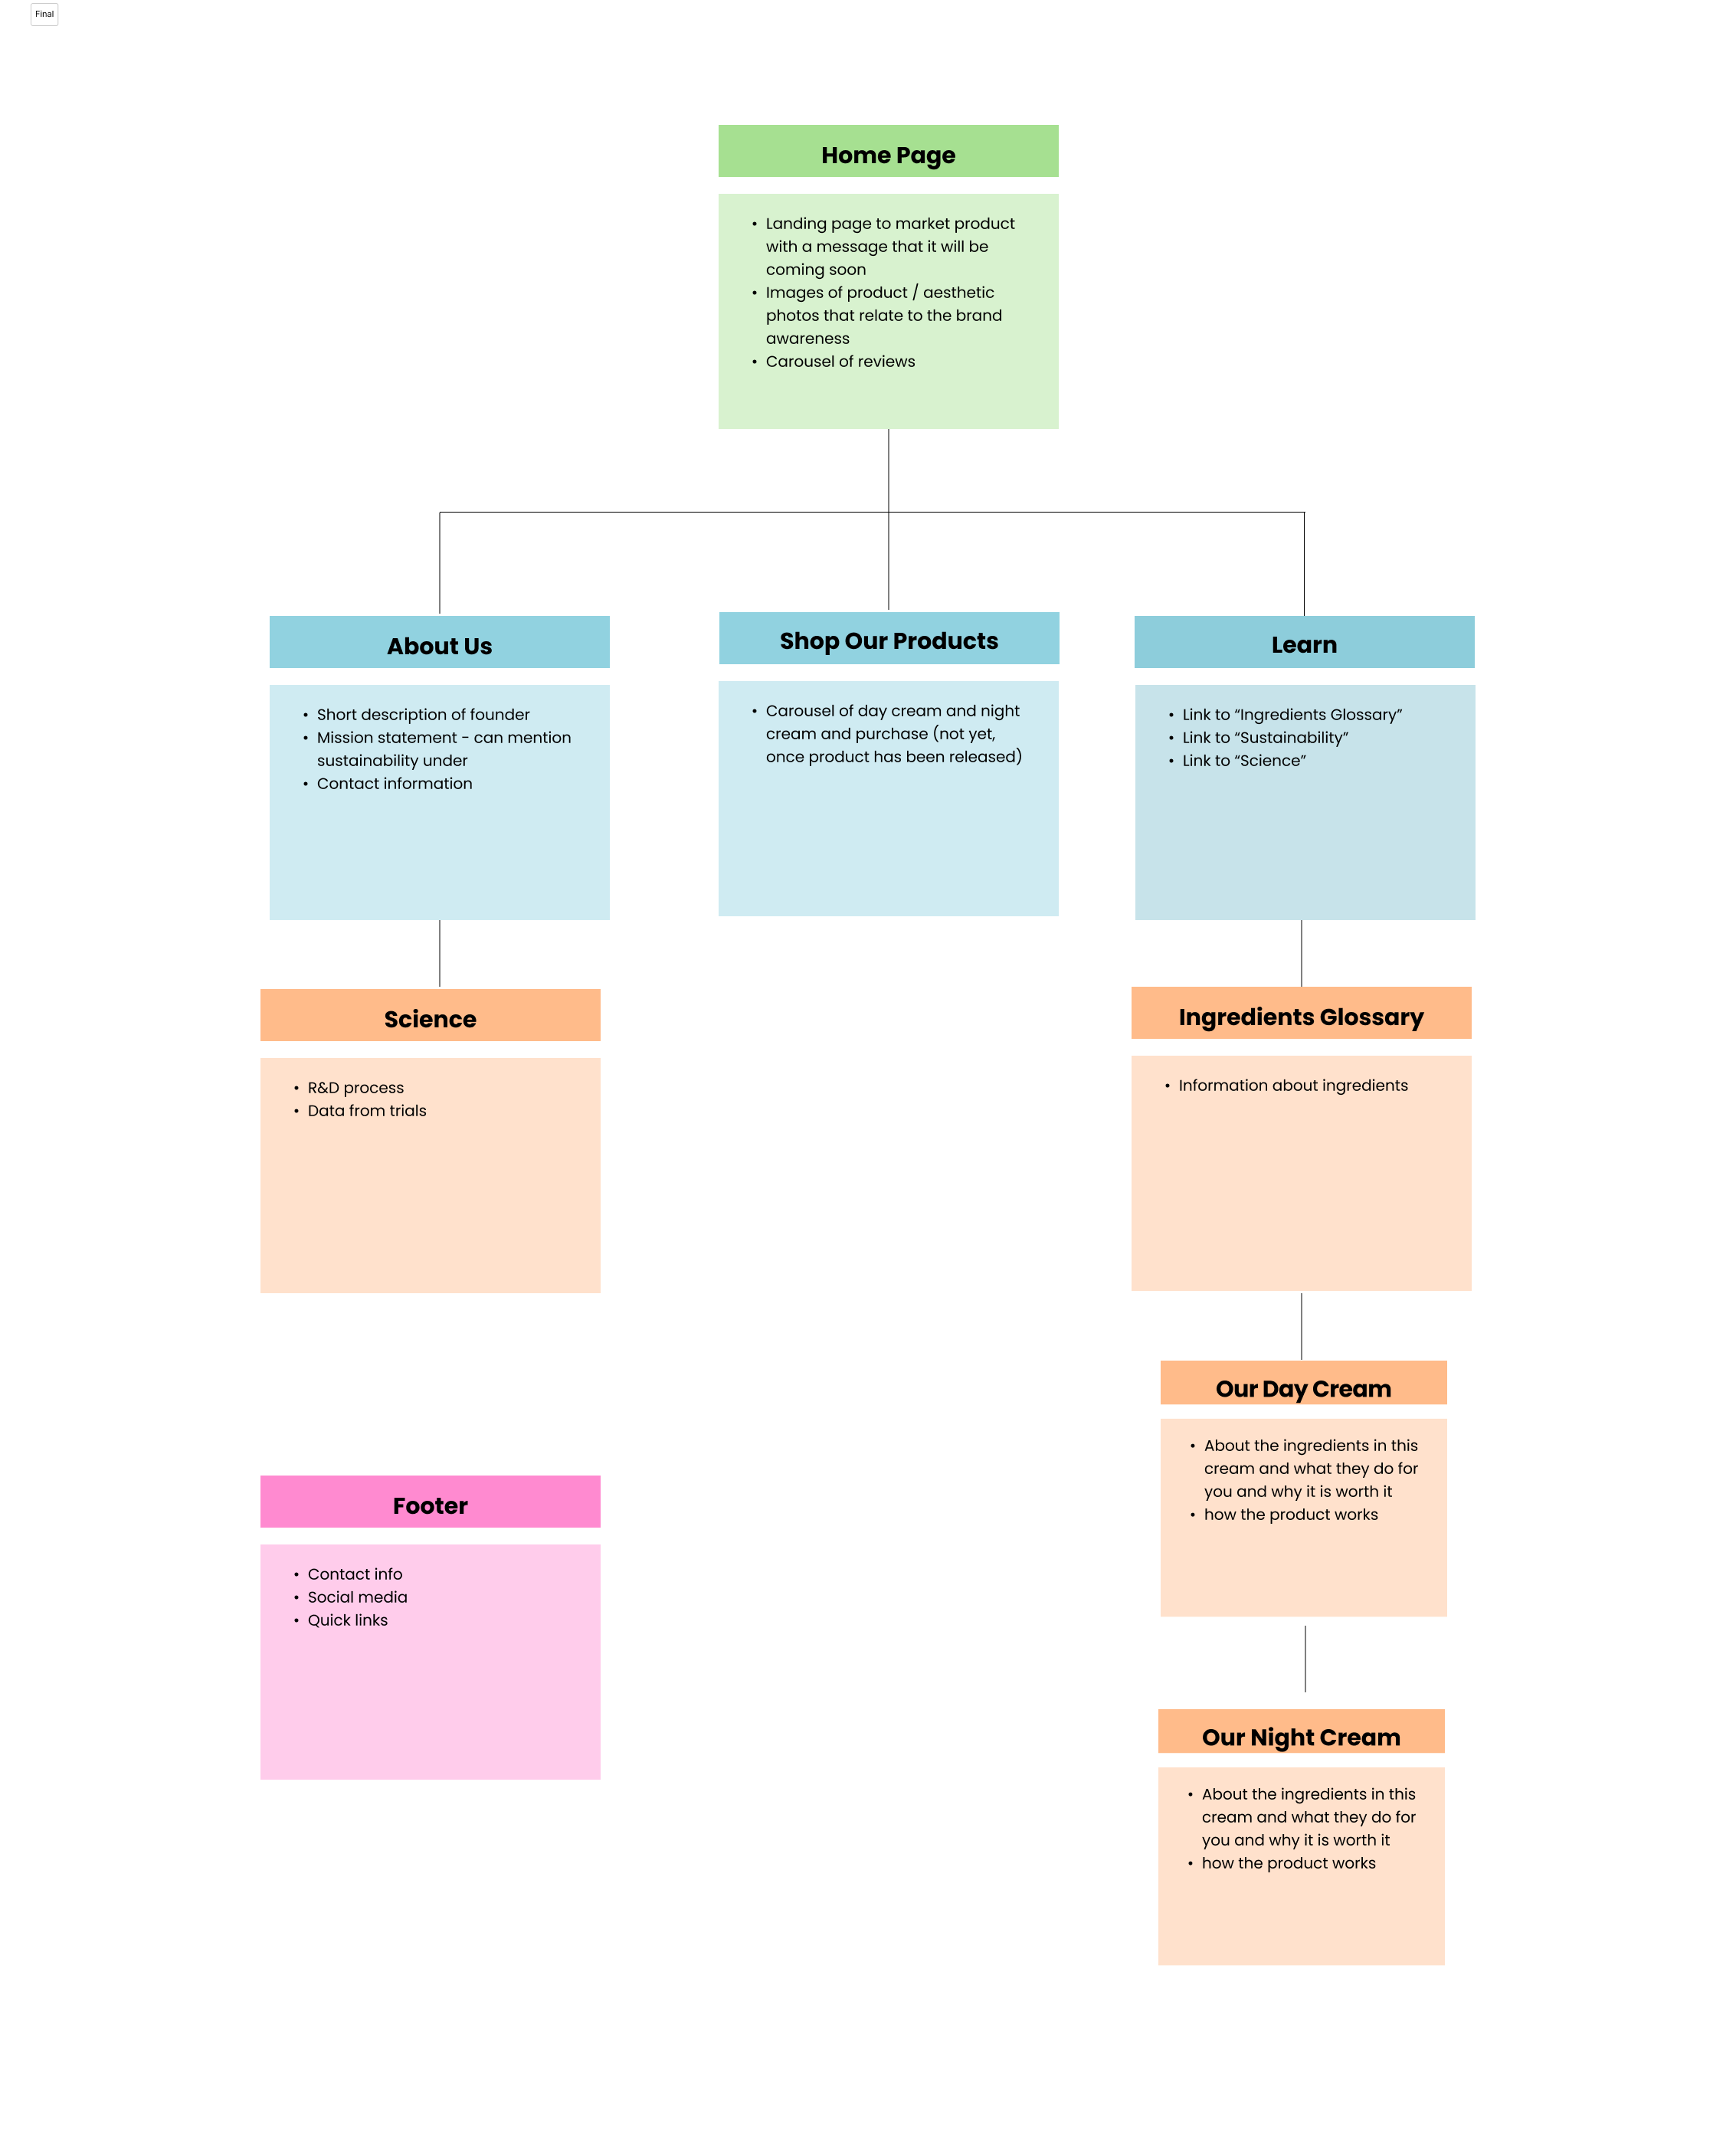 Final
Home Page
• Landing page to market product
with a message that it will be
coming soon
• Images of product / aesthetic
photos that relate to the brand
awareness
• Carousel of reviews
About Us
• Short description of founder
• Mission statement - can mention
sustainability under
• Contact information
Shop Our Products
• Carousel of day cream and night
cream and purchase (not yet,
once product has been released)
Learn
• Link to “Ingredients Glossary”
• Link to “Sustainability”
• Link to “Science”
Science
• R&D process
• Data from trials
Ingredients Glossary
• Information about ingredients
Our Day Cream
• About the ingredients in this
cream and what they do for
you and why it is worth it
• how the product works
Footer
• Contact info
• Social media
• Quick links
Our Night Cream
• About the ingredients in this
cream and what they do for
you and why it is worth it
• how the product works